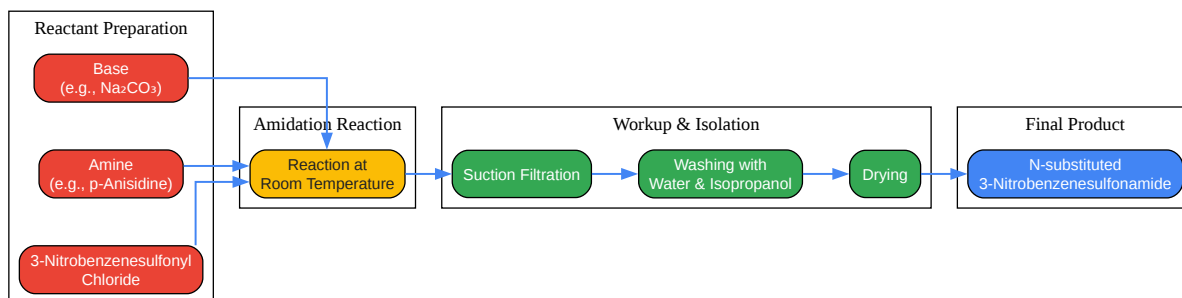 Reactant Preparation
Base
(e.g., Na₂CO₃)
Amine
(e.g., p-Anisidine)
3-Nitrobenzenesulfonyl
Chloride
Amidation Reaction
Reaction at
Room Temperature
Workup & Isolation
Suction Filtration
Washing with
Water & Isopropanol
Drying
Final Product
N-substituted
3-Nitrobenzenesulfonamide